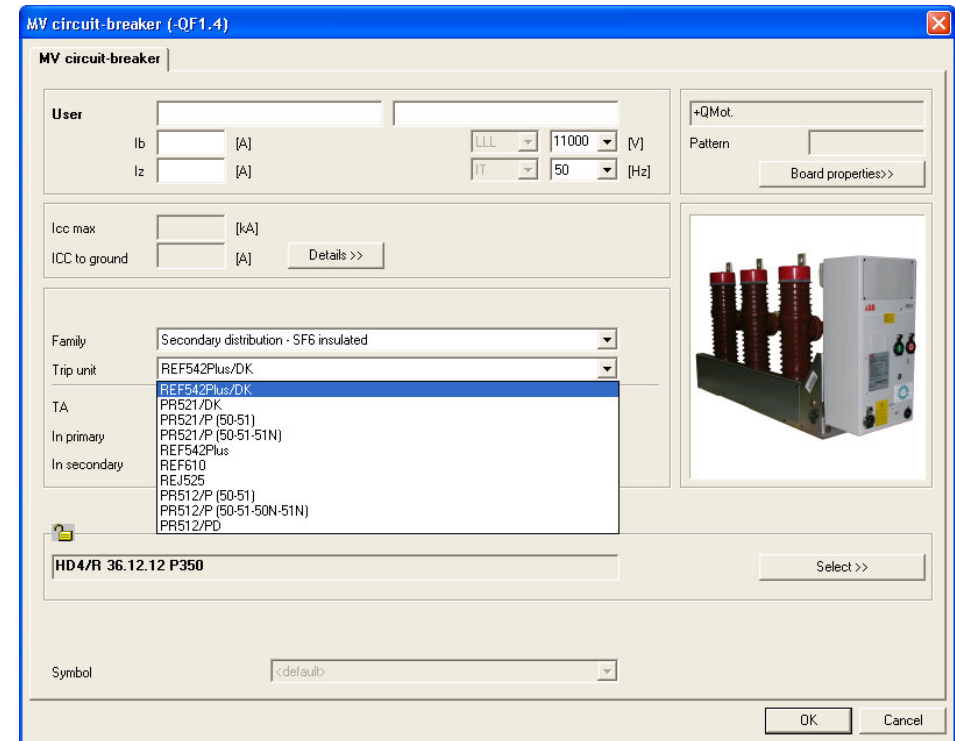 MV circuit-breaker (-QF1.4)
MV circuit-breaker
User
Ib [A] LLL 11000 [V]
Iz [A] IT 50 [Hz]
+QMot.
Pattern
Board properties>>
Icc max [kA]
ICC to ground [A] Details >>
ABB
Family Secondary distribution - SF6 insulated
Trip unit REF542Plus/DK
REF542Plus/DK
TA PR521/DK
PR521/P (50-51)
In primary PR521/P (50-51-51N)
REF542Plus
In secondary REF610
REJ525
PR512/P (50-51)
PR512/P (50-51-50N-51N)
PR512/PD
HD4/R 36.12.12 P350 Select >>
Symbol <default>
OK Cancel